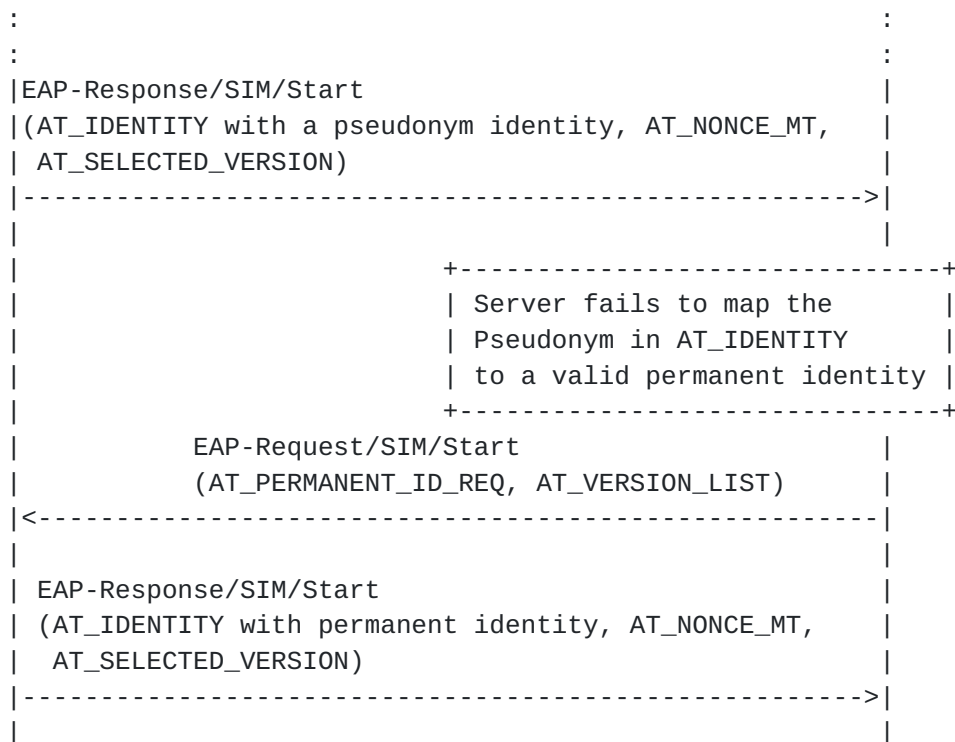 :                                                       :
:                                                       :
|EAP-Response/SIM/Start                                 |
|(AT_IDENTITY with a pseudonym identity, AT_NONCE_MT,   |
| AT_SELECTED_VERSION)                                  |
|------------------------------------------------------>|
|                                                       |
|                           +-------------------------------+
|                           | Server fails to map the       |
|                           | Pseudonym in AT_IDENTITY      |
|                           | to a valid permanent identity |
|                           +-------------------------------+
|           EAP-Request/SIM/Start                       |
|           (AT_PERMANENT_ID_REQ, AT_VERSION_LIST)      |
|<------------------------------------------------------|
|                                                       |
| EAP-Response/SIM/Start                                |
| (AT_IDENTITY with permanent identity, AT_NONCE_MT,    |
|  AT_SELECTED_VERSION)                                 |
|------------------------------------------------------>|
|                                                       |